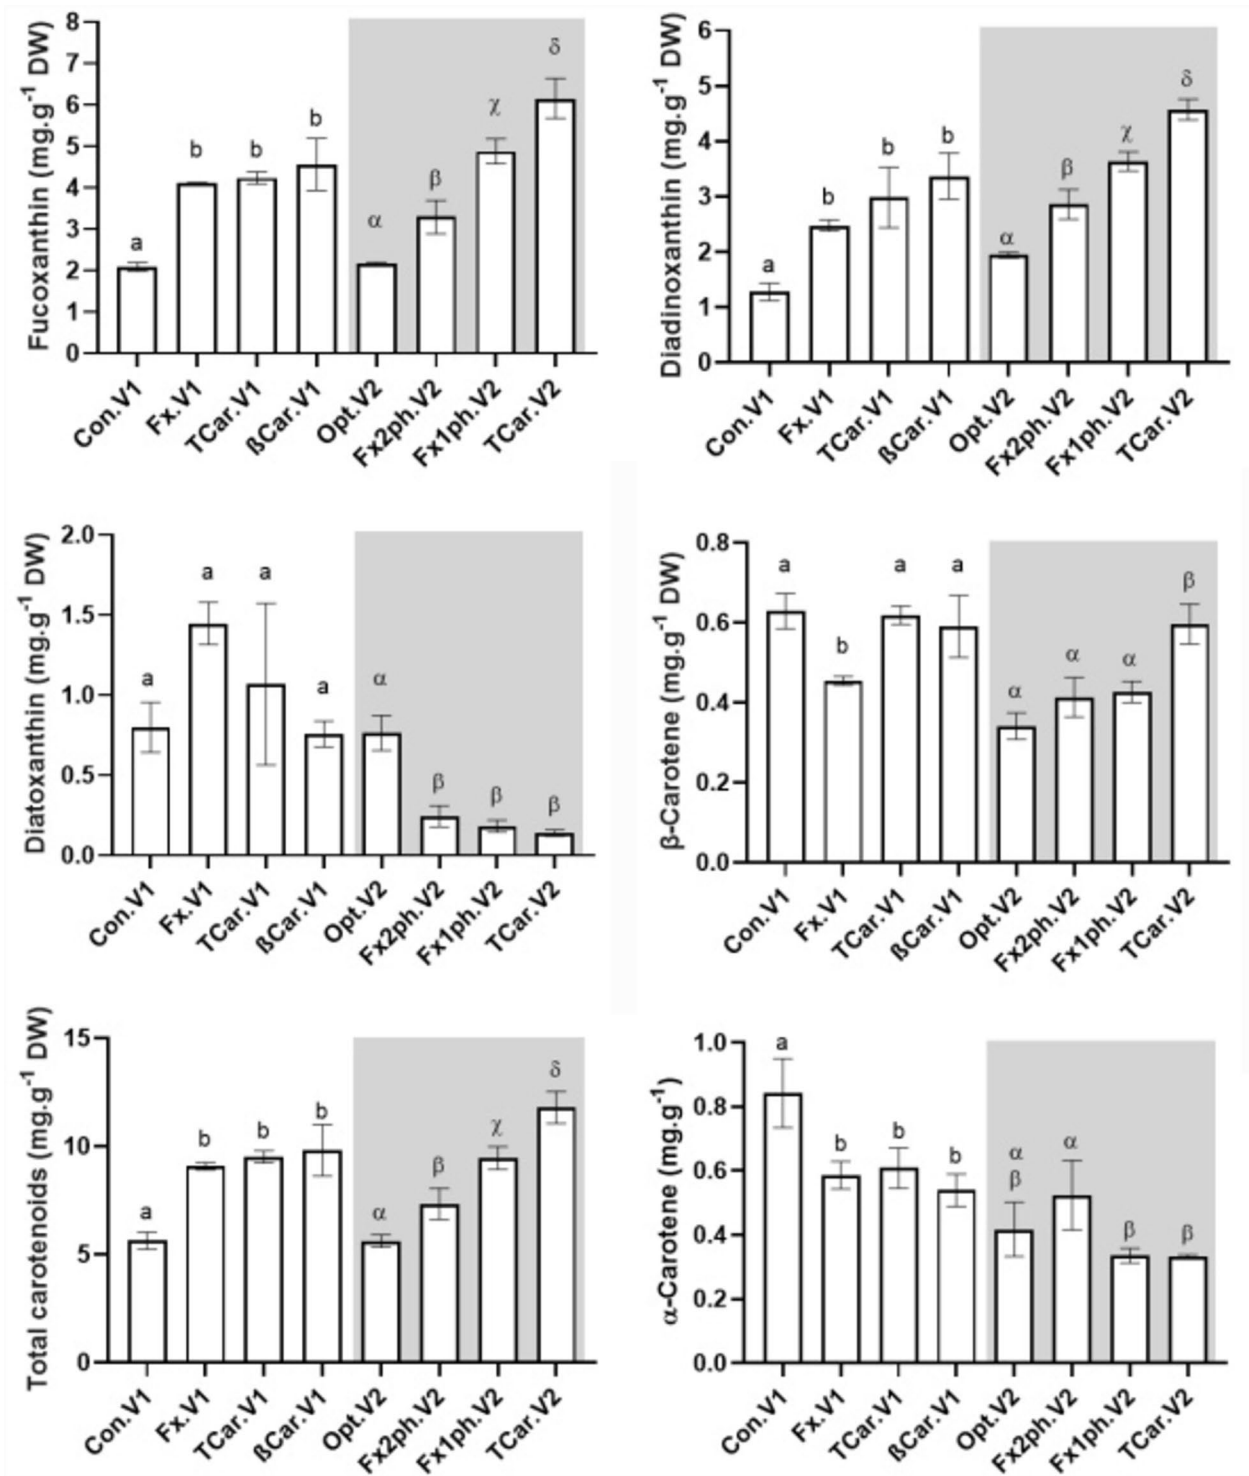 Fucoxanthin (mg.g-1 DW)
8
7
6
5
4
3
2
1
0
a
b
b
b
α
β
χ
δ
Con.V1
Fx.V1
TCar.V1
ßCar.V1
Opt.V2
Fx2ph.V2
Fx1ph.V2
TCar.V2
Diadinoxanthin (mg.g-1 DW)
6
5
4
3
2
1
0
a
b
b
b
α
β
χ
δ
Con.V1
Fx.V1
TCar.V1
ßCar.V1
Opt.V2
Fx2ph.V2
Fx1ph.V2
TCar.V2
Diatoxanthin (mg.g-1 DW)
2.0
1.5
1.0
0.5
0.0
a
a
a
a
α
β
β
β
Con.V1
Fx.V1
TCar.V1
ßCar.V1
Opt.V2
Fx2ph.V2
Fx1ph.V2
TCar.V2
β-Carotene (mg.g-1 DW)
0.8
0.6
0.4
0.2
0.0
a
b
a
a
α
α
α
β
Con.V1
Fx.V1
TCar.V1
ßCar.V1
Opt.V2
Fx2ph.V2
Fx1ph.V2
TCar.V2
Total carotenoids (mg.g-1 DW)
15
10
5
0
a
b
b
b
α
β
χ
δ
Con.V1
Fx.V1
TCar.V1
ßCar.V1
Opt.V2
Fx2ph.V2
Fx1ph.V2
TCar.V2
α-Carotene (mg.g-1)
1.0
0.8
0.6
0.4
0.2
0.0
a
b
b
b
α
β
α
β
β
Con.V1
Fx.V1
TCar.V1
ßCar.V1
Opt.V2
Fx2ph.V2
Fx1ph.V2
TCar.V2